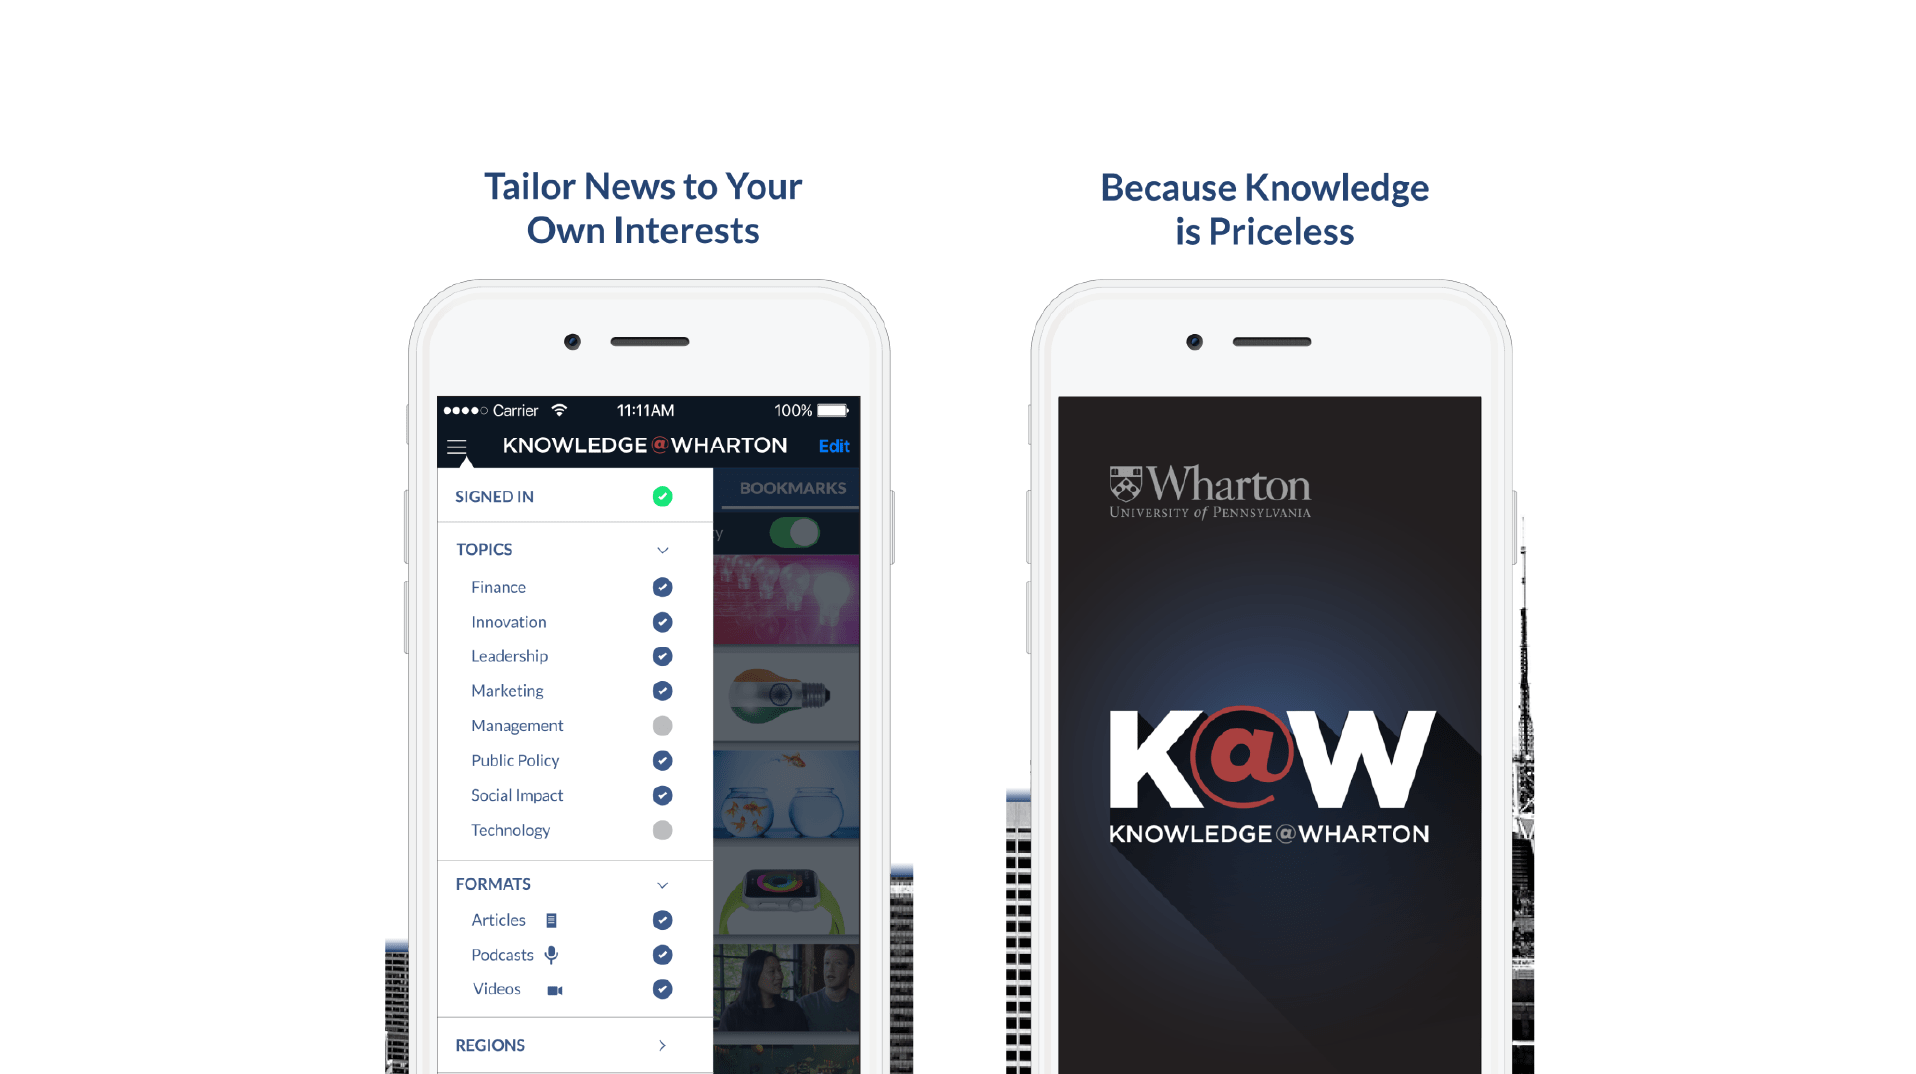 Tailor News to Your
Own Interests
Carrier
11:11AM
100%
KNOWLEDGE@WHARTON
Edit
SIGNED IN
BOOKMARKS
TOPICS
Finance
Innovation
Leadership
Marketing
Management
Public Policy
Social Impact
Technology
FORMATS
Articles
Podcasts
Videos
REGIONS
Because Knowledge
is Priceless
Wharton
UNIVERSITY of PENNSYLVANIA
K@W
KNOWLEDGE@WHARTON